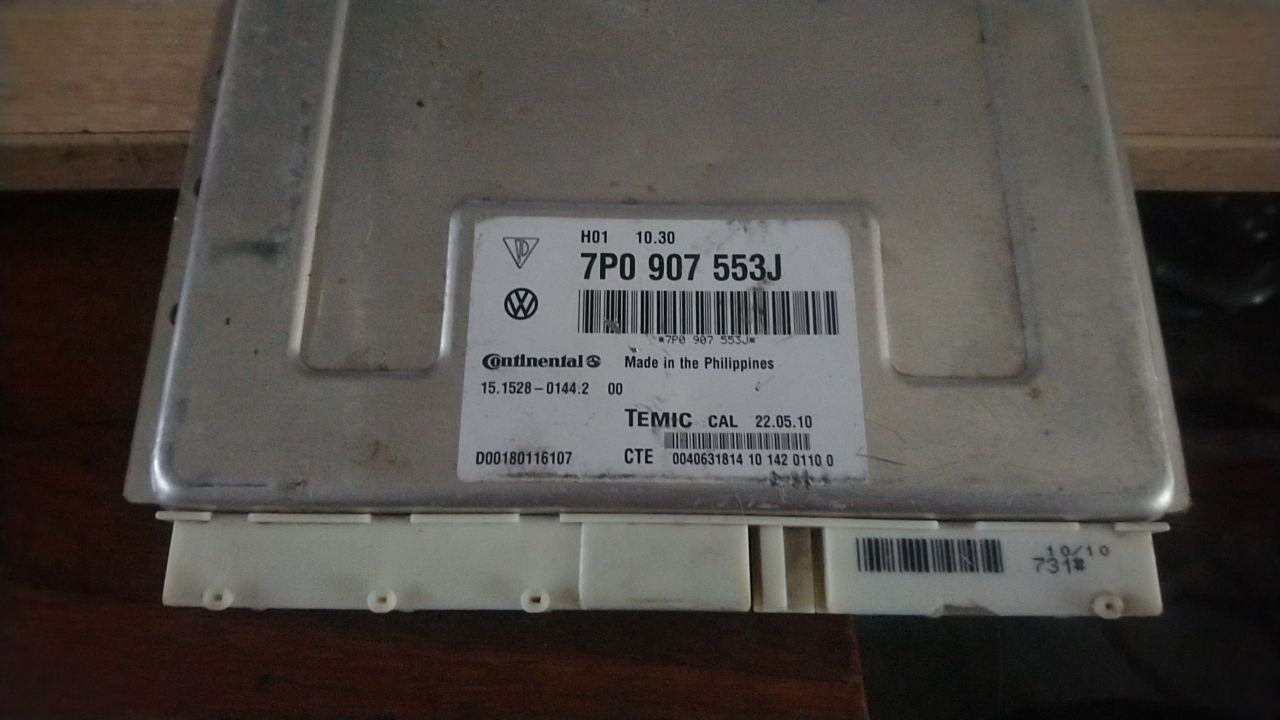 H01 10.30
7P0 907 553J
*7P0 907 553J*
Continental Made in the Philippines
15.1528-0144.2 00
TEMIC CAL 22.05.10
D00180116107 CTE 0040631814 10 142 0110 0
10/10
731#